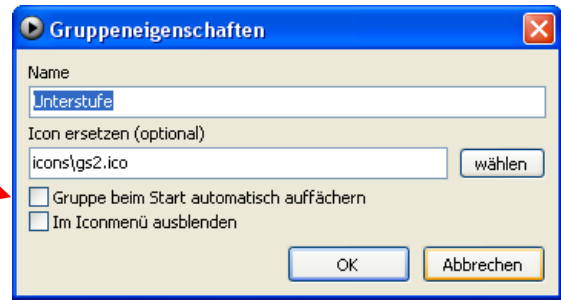 Gruppeneigenschaften
Name
Unterstufe
Icon ersetzen (optional)
icons\gs2.ico
wählen
Gruppe beim Start automatisch auffächern
Im Iconmenü ausblenden
OK Abbrechen